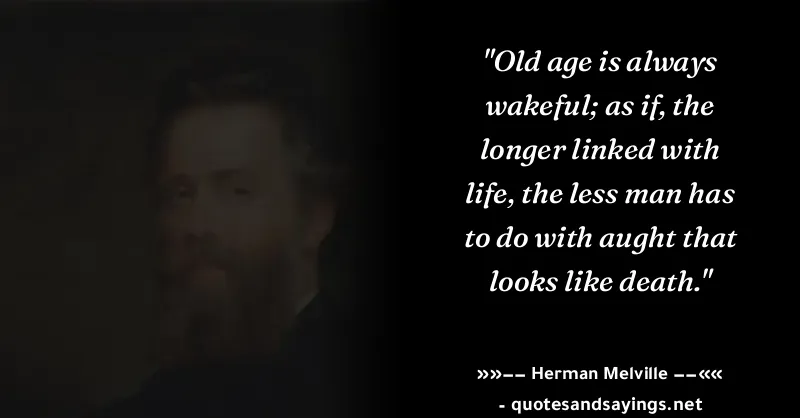 "Old age is always
wakeful; as if, the
longer linked with
life, the less man has
to do with aught that
looks like death."
»»–– Herman Melville ––««
- quotesandsayings.net